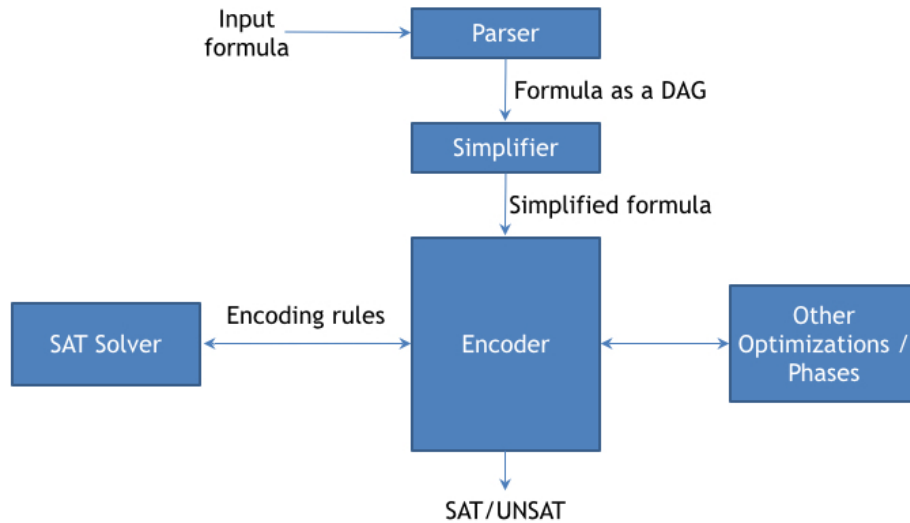 Input
formula
Parser
Formula as a DAG
Simplifier
Simplified formula
SAT Solver
Encoding rules
Encoder
Other
Optimizations /
Phases
SAT/UNSAT